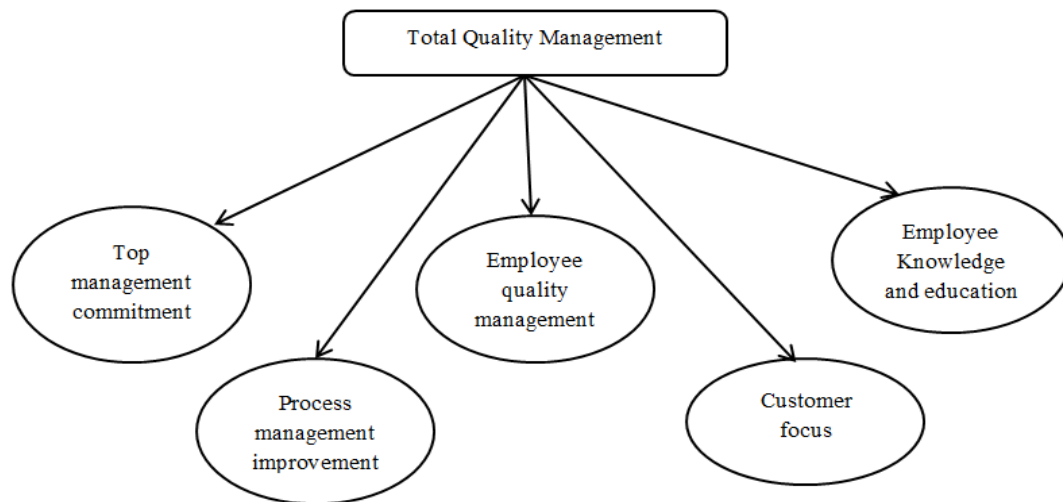 Total Quality Management
Top
management
commitment
Process
management
improvement
Employee
quality
management
Customer
focus
Employee
Knowledge
and education